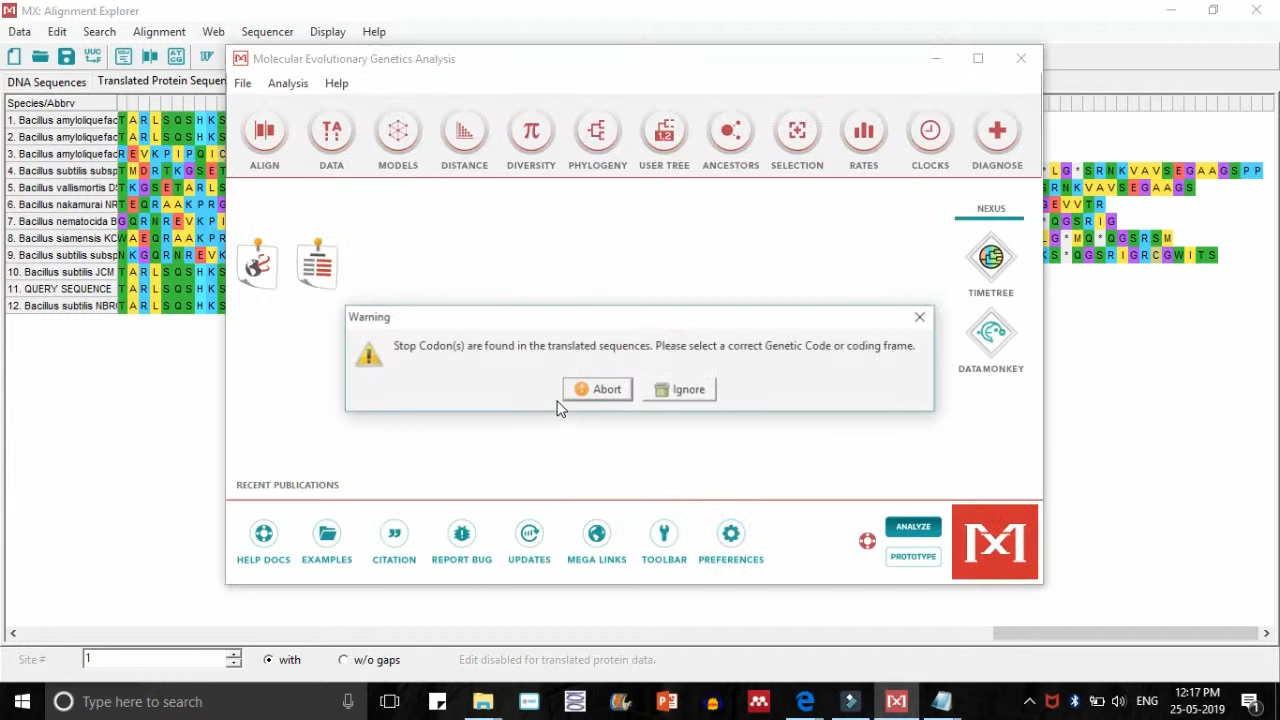 MX: Alignment Explorer
Data Edit Search Alignment Web Sequencer Display Help
DNA Sequences Translated Protein Sequen
Species/Abbrv
1. Bacillus amyloliquefac T A R L S Q S H K S
2. Bacillus amyloliquefac T A R L S Q S H K S
3. Bacillus amyloliquefac R E V K P I P Q I C
4. Bacillus subtilis subsp T M D R T K G S E T * L G * S R N K V A V S E G A A G S P P
5. Bacillus vallismortis DS T K G S E T A R L S S R N K V A V S E G A A G S
6. Bacillus nakamurai NR T E Q R A A K P R G G E V V T R
7. Bacillus nematocida B G Q R N R E V K P I * Q G S R I G
8. Bacillus siamensis KC W A E Q R A A K P R L G * M Q * Q G S R S M
9. Bacillus subtilis subsp N K G Q R N R E V K K S * Q G S R I G R C G W I T S
10. Bacillus subtilis JCM T A R L S Q S H K S
11. QUERY SEQUENCE T A R L S Q S H K S
12. Bacillus subtilis NBR T A R L S Q S H K S
Molecular Evolutionary Genetics Analysis
File Analysis Help
ALIGN DATA MODELS DISTANCE DIVERSITY PHYLOGENY USER TREE ANCESTORS SELECTION RATES CLOCKS DIAGNOSE
NEXUS
TIMETREE
DATAMONKEY
Warning
Stop Codon(s) are found in the translated sequences. Please select a correct Genetic Code or coding frame.
Abort Ignore
RECENT PUBLICATIONS
HELP DOCS EXAMPLES CITATION REPORT BUG UPDATES MEGA LINKS TOOLBAR PREFERENCES
ANALYZE
PROTOTYPE
Site # 1 with w/o gaps Edit disabled for translated protein data.
Type here to search
ENG
12:17 PM
25-05-2019